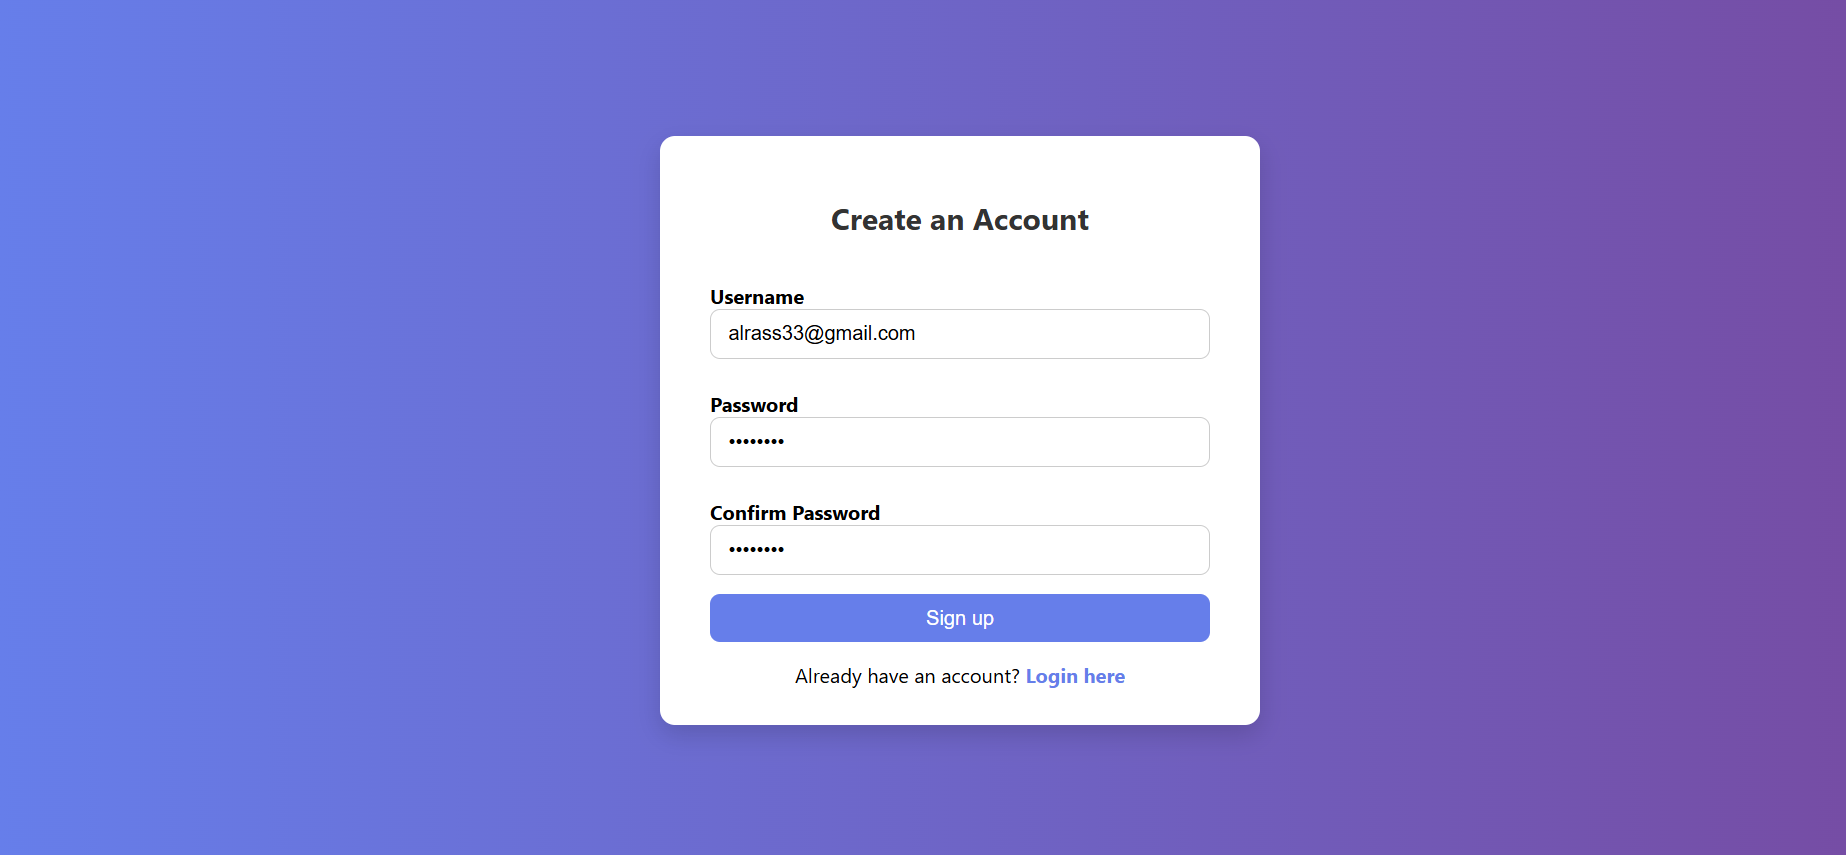 Create an Account
Username
alrass33@gmail.com
Password
••••••••
Confirm Password
••••••••
Sign up
Already have an account? Login here